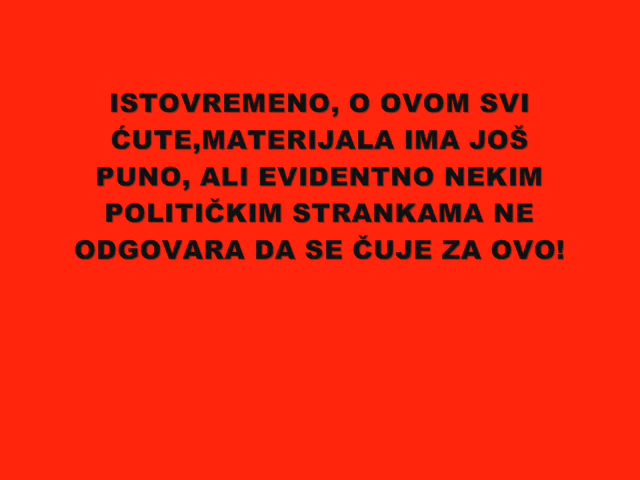 ISTOVREMENO, O OVOM SVI
ĆUTE,MATERIJALA IMA JOŠ
PUNO, ALI EVIDENTNO NEKIM
POLITIČKIM STRANKAMA NE
ODGOVARA DA SE ČUJE ZA OVO!